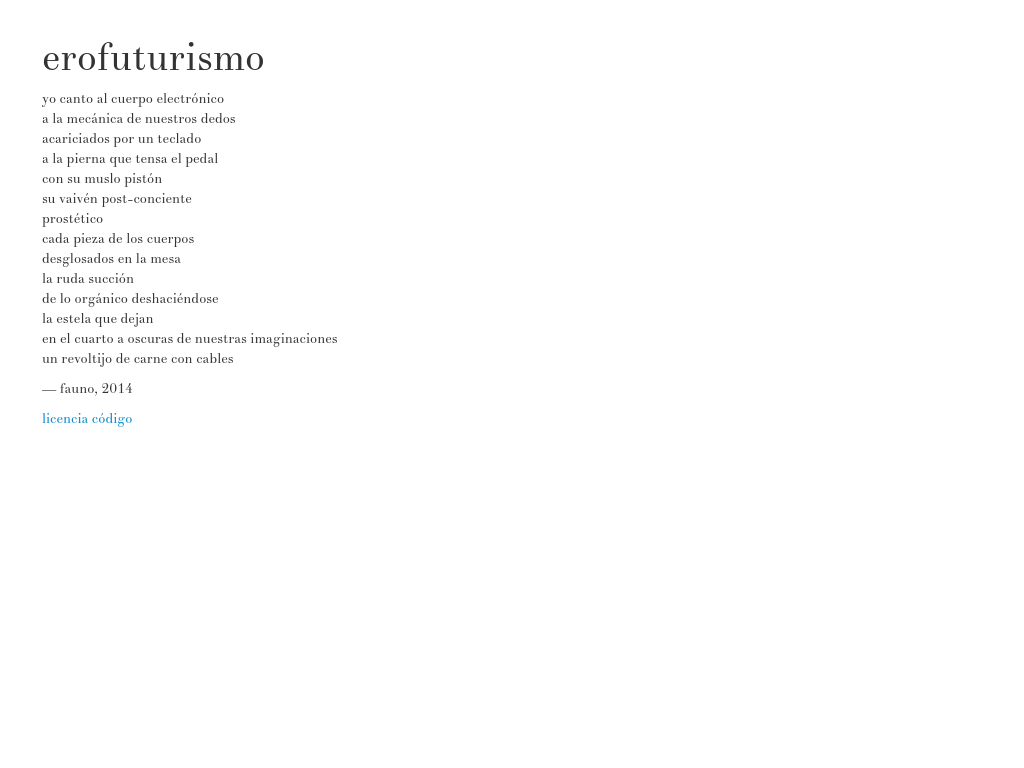 erofuturismo
yo canto al cuerpo electrónico
a la mecánica de nuestros dedos
acariciados por un teclado
a la pierna que tensa el pedal
con su muslo pistón
su vaivén post-conciente
prostético
cada pieza de los cuerpos
desglosados en la mesa
la ruda succión
de lo orgánico deshaciéndose
la estela que dejan
en el cuarto a oscuras de nuestras imaginaciones
un revoltijo de carne con cables
— fauno, 2014
licencia código